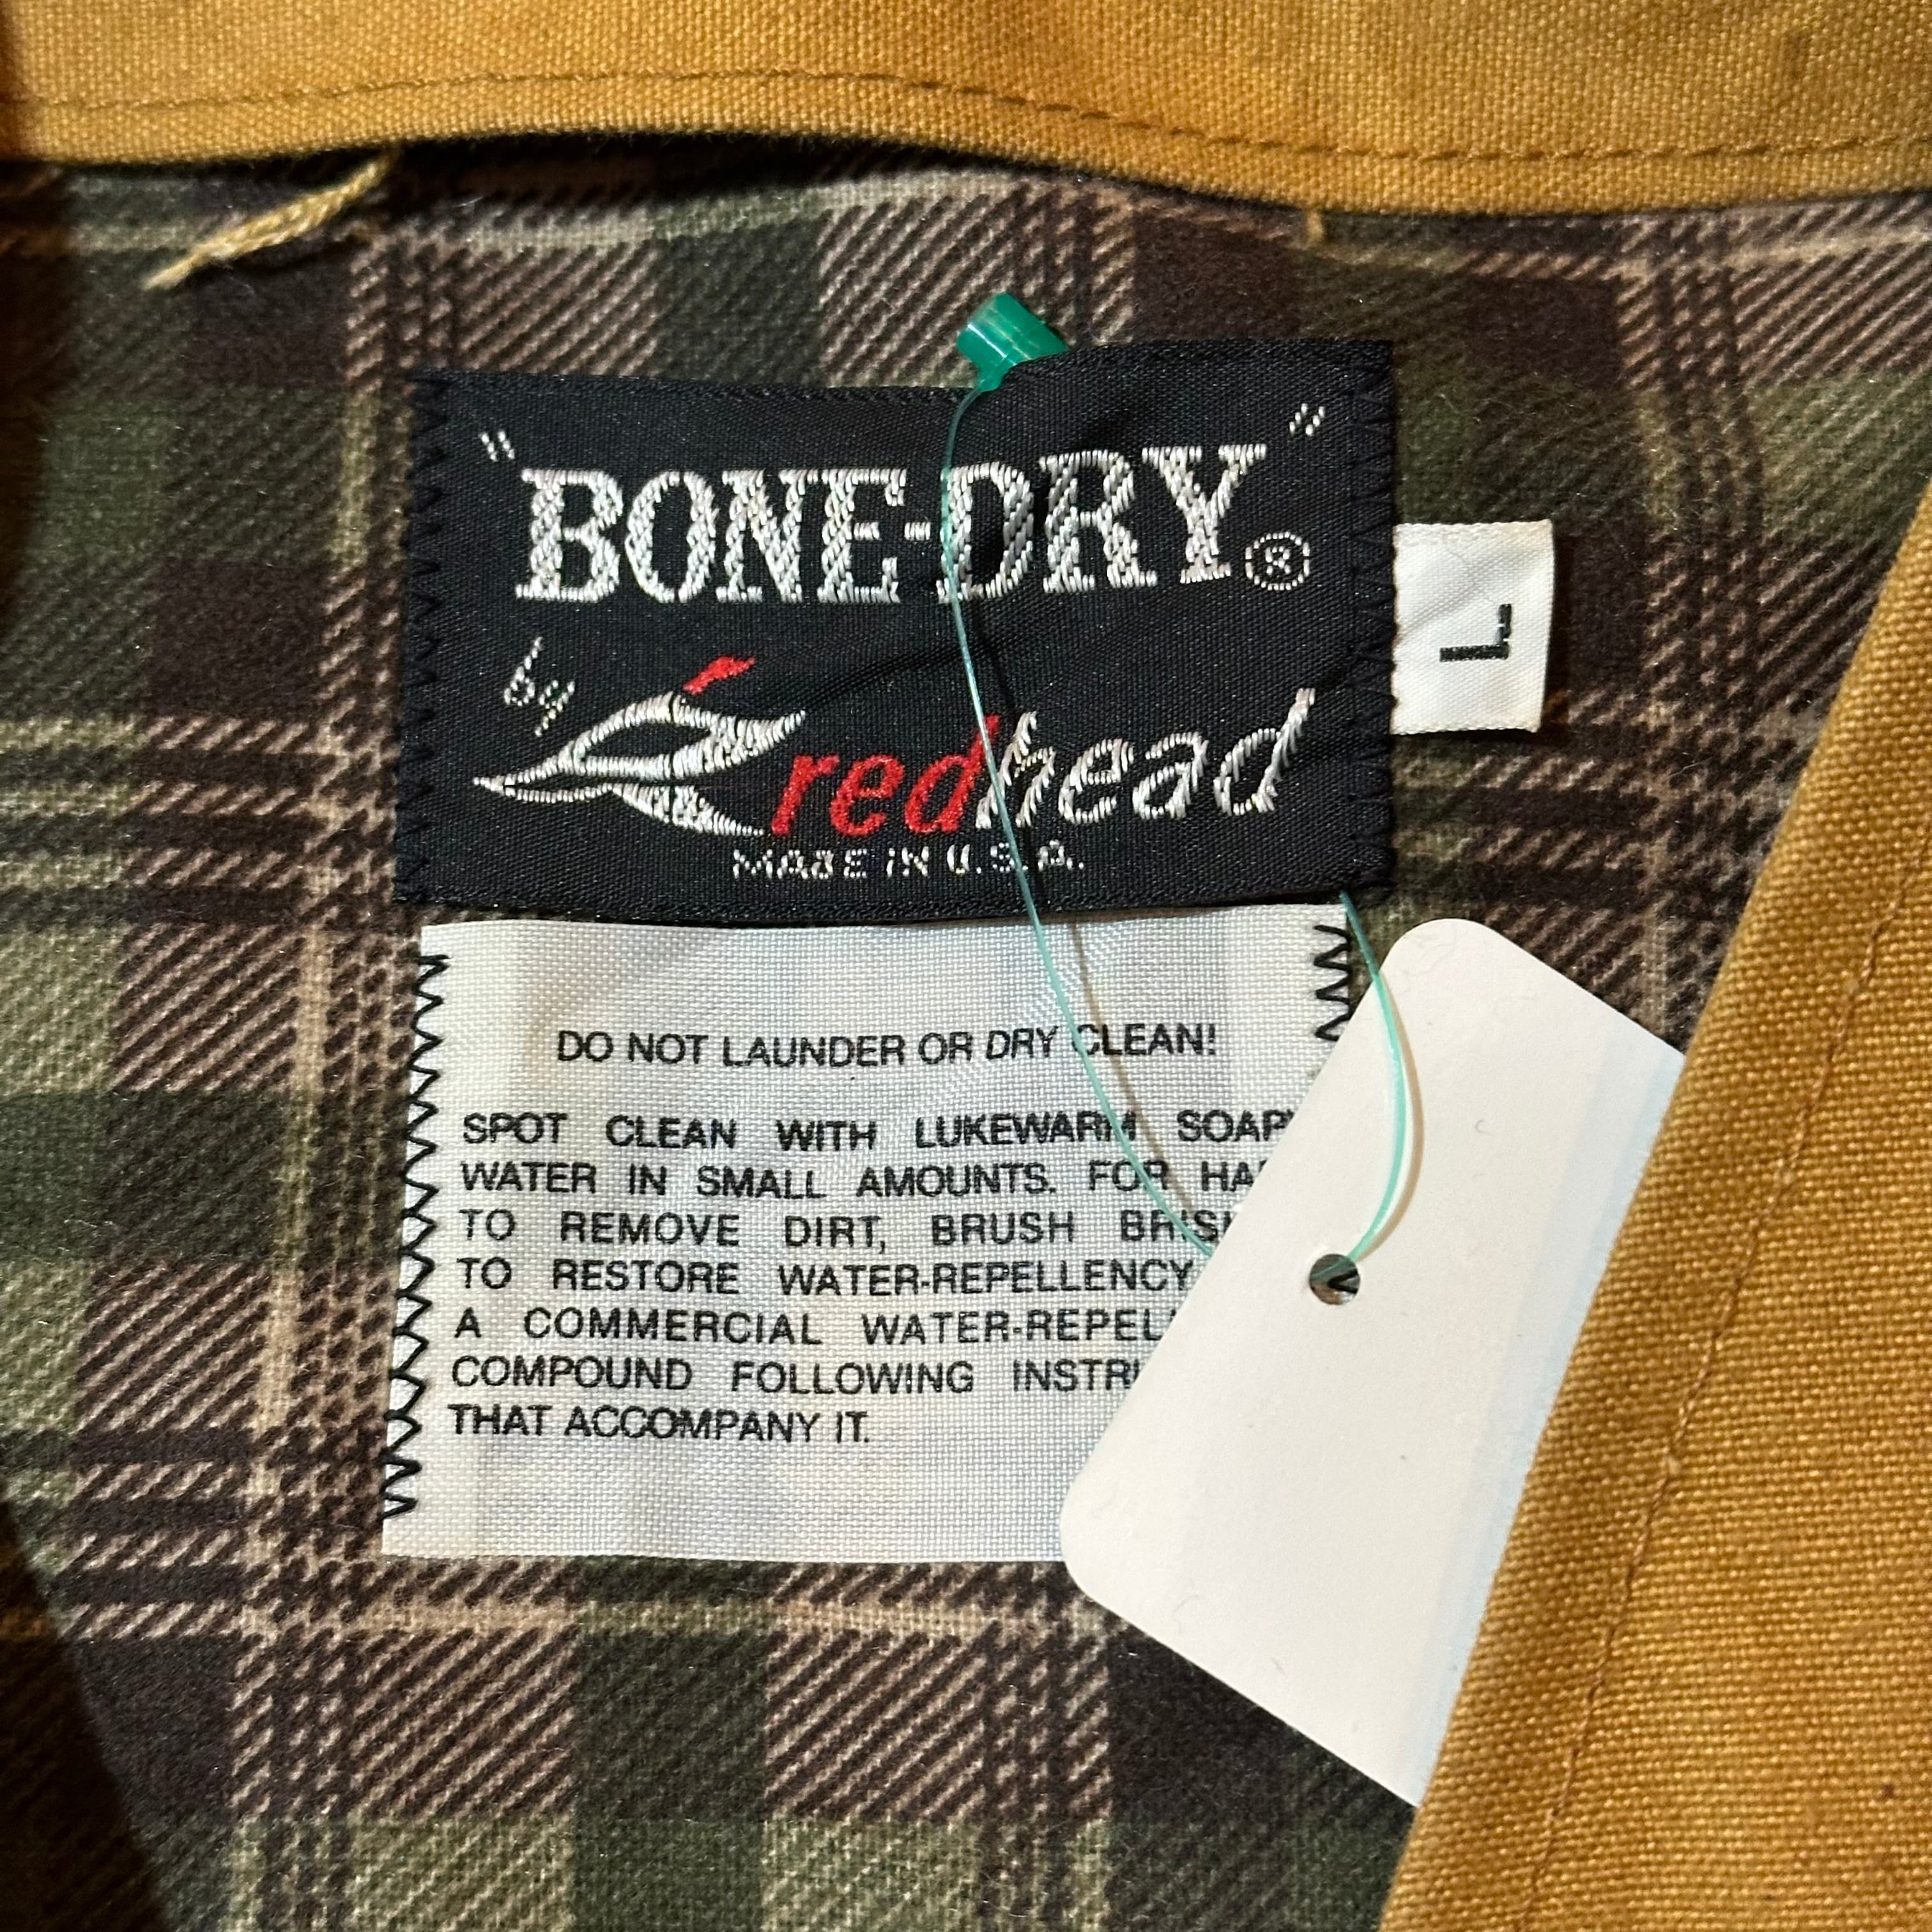 "BONE-DRY"®
by redhead
MADE IN U.S.A.
L
DO NOT LAUNDER OR DRY CLEAN!
SPOT CLEAN WITH LUKEWARM
WATER IN SMALL AMOUNTS. FOR
TO REMOVE DIRT, BRUSH
TO RESTORE WATER-REPELLENCY
A COMMERCIAL
COMPOUND FOLLOWING
THAT ACCOMPANY IT.